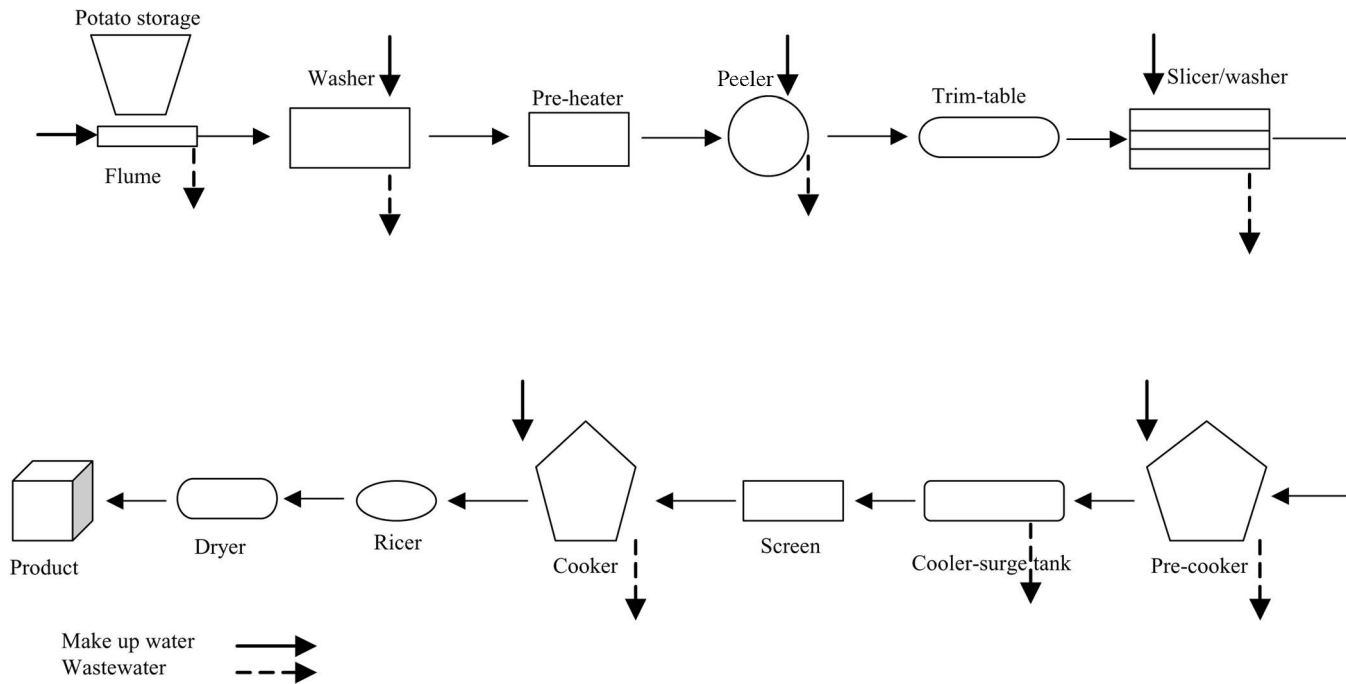 Potato storage
Washer
Pre-heater
Peeler
Trim-table
Slicer/washer
Flume
Product
Dryer
Ricer
Cooker
Screen
Cooler-surge tank
Pre-cooker
Make up water
Wastewater